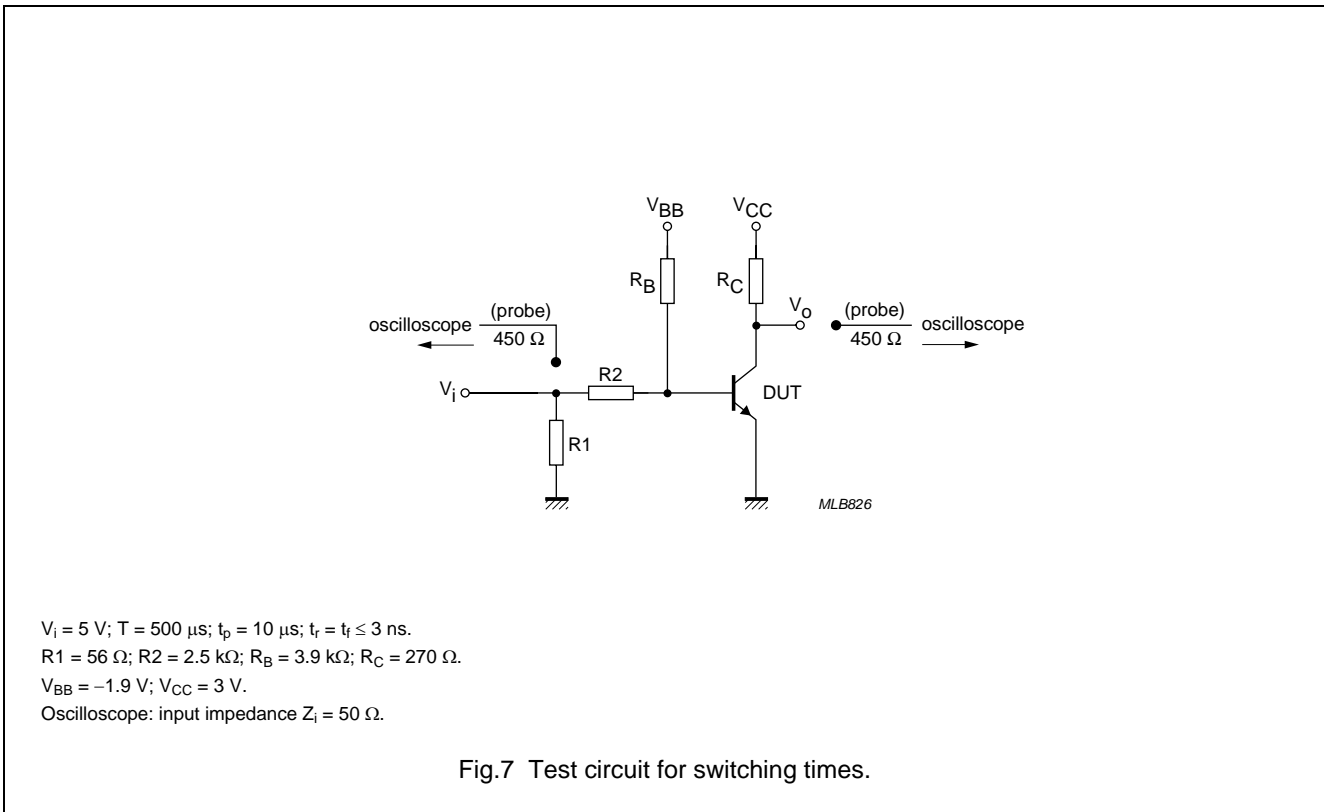 V_BB V_CC
R_B R_C
V_o
(probe) (probe)
oscilloscope oscilloscope
450 Ω 450 Ω
R2
V_i DUT
R1
MLB826
V_i = 5 V; T = 500 μs; t_p = 10 μs; t_r = t_f ≤ 3 ns.
R1 = 56 Ω; R2 = 2.5 kΩ; R_B = 3.9 kΩ; R_C = 270 Ω.
V_BB = −1.9 V; V_CC = 3 V.
Oscilloscope: input impedance Z_i = 50 Ω.
Fig.7 Test circuit for switching times.